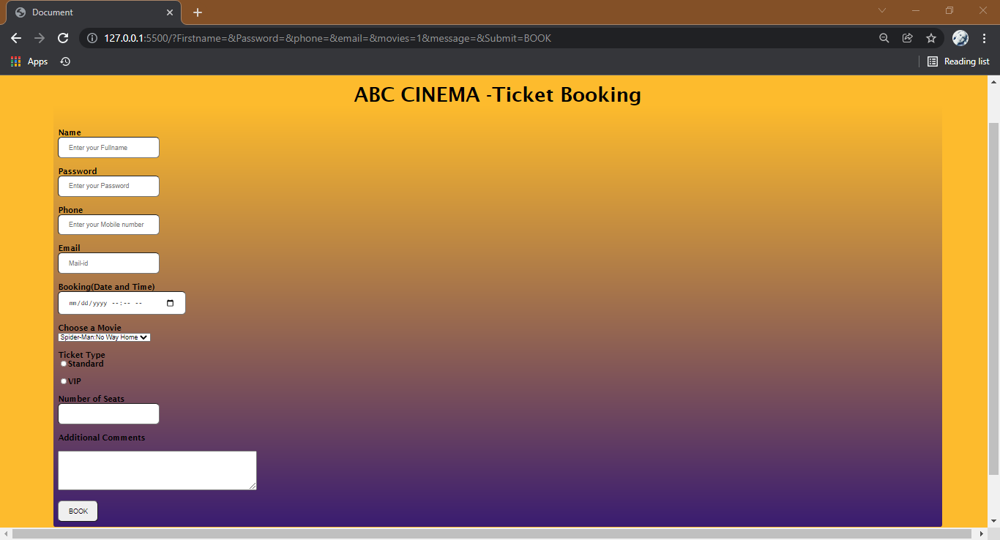 Document
127.0.0.1:5500/?Firstname=&Password=&phone=&email=&movies=1&message=&Submit=BOOK
Apps
Reading list
ABC CINEMA -Ticket Booking
Name
Enter your Fullname
Password
Enter your Password
Phone
Enter your Mobile number
Email
Mail-id
Booking(Date and Time)
mm/dd/yyyy --:-- --
Choose a Movie
Spider-Man:No Way Home
Ticket Type
Standard
VIP
Number of Seats
Additional Comments
BOOK